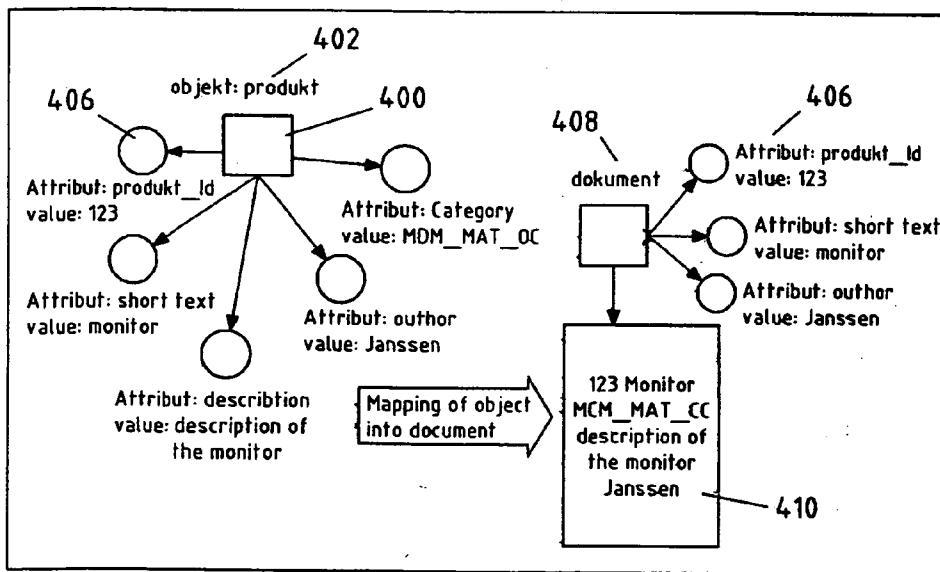 402
objekt: produkt
406
400
Attribut: produkt_Id
value: 123
Attribut: Category
value: MDM_MAT_OC
Attribut: short text
value: monitor
Attribut: outhor
value: Janssen
Attribut: describtion
value: description of
the monitor
Mapping of object
into document
408
406
dokument
Attribut: produkt_Id
value: 123
Attribut: short text
value: monitor
Attribut: outhor
value: Janssen
123 Monitor
MCM_MAT_CC
description of
the monitor
Janssen
410